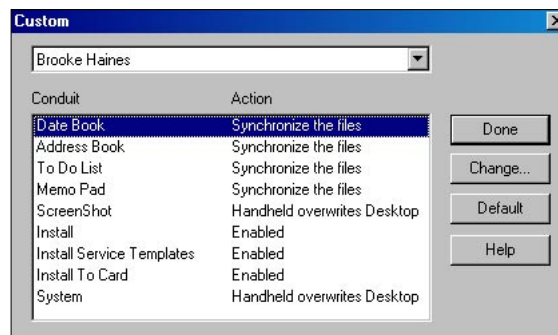 Custom
Brooke Haines
Conduit Action
Date Book Synchronize the files
Address Book Synchronize the files
To Do List Synchronize the files
Memo Pad Synchronize the files
ScreenShot Handheld overwrites Desktop
Install Enabled
Install Service Templates Enabled
Install To Card Enabled
System Handheld overwrites Desktop
Done
Change...
Default
Help